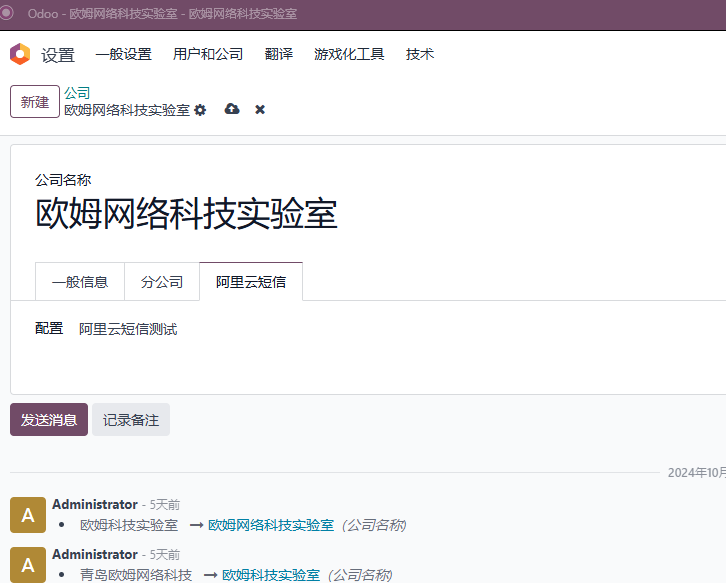 Odoo - 欧姆网络科技实验室 - 欧姆网络科技实验室
设置 一般设置 用户和公司 翻译 游戏化工具 技术
新建
公司
欧姆网络科技实验室
公司名称
欧姆网络科技实验室
一般信息 分公司 阿里云短信
配置 阿里云短信测试
发送消息 记录备注
2024年10月
A
Administrator - 5天前
• 欧姆科技实验室 → 欧姆网络科技实验室 (公司名称)
A
Administrator - 5天前
• 青岛欧姆网络科技 → 欧姆科技实验室 (公司名称)